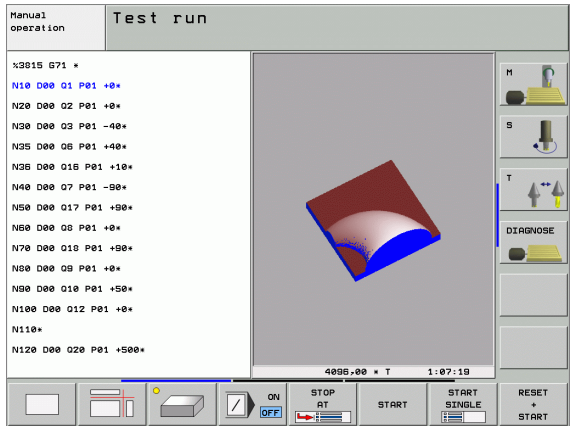 Manual
operation
Test run
%3815 G71 *
N10 D00 Q1 P01 +0*
N20 D00 Q2 P01 +0*
N30 D00 Q3 P01 -40*
N35 D00 Q6 P01 +40*
N36 D00 Q16 P01 +10*
N40 D00 Q7 P01 -90*
N50 D00 Q17 P01 +90*
N60 D00 Q8 P01 +0*
N70 D00 Q18 P01 +90*
N80 D00 Q9 P01 +0*
N90 D00 Q10 P01 +50*
N100 D00 Q12 P01 +0*
N110*
N120 D00 Q20 P01 +500*
4096,00 * T 1:07:19
M
S
T
DIAGNOSE
ON
OFF
STOP
AT
START
START
SINGLE
RESET
+
START